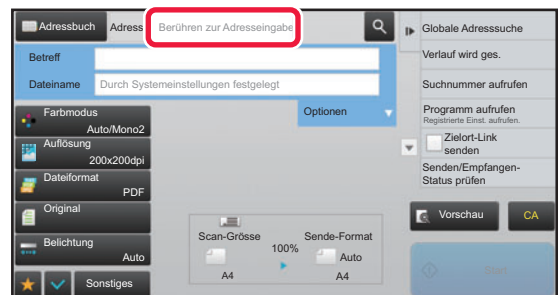 Adressbuch
Adress
Berühren zur Adresseingabe
Globale Adresssuche
Betreff
Verlauf wird ges.
Dateiname
Durch Systemeinstellungen festgelegt
Suchnummer aufrufen
Farbmodus
Auto/Mono2
Optionen
Programm aufrufen
Registrierte Einst. aufrufen.
Auflösung
200x200dpi
Zielort-Link
senden
Dateiformat
PDF
Senden/Empfangen-
Status prüfen
Original
Vorschau
CA
Belichtung
Auto
Scan-Grösse
100%
Sende-Format
Auto
A4
A4
Sonstiges
Start